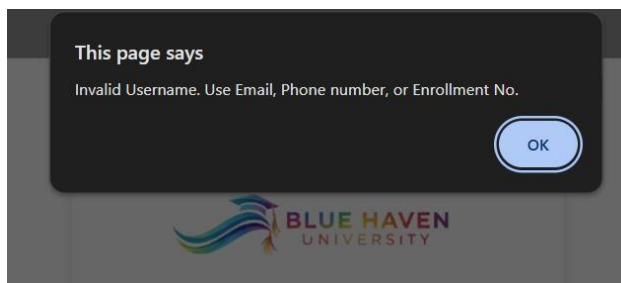 This page says
Invalid Username. Use Email, Phone number, or Enrollment No.
OK
BLUE HAVEN
UNIVERSITY